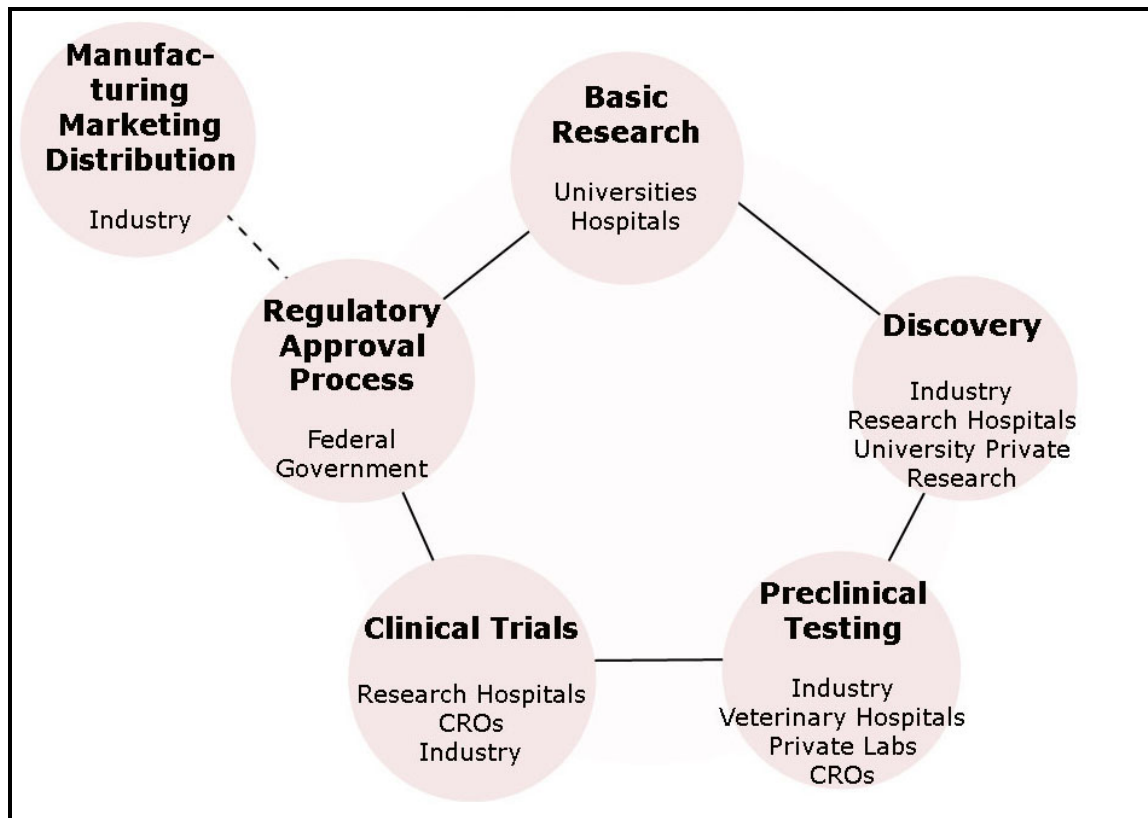 Manufac-
turing
Marketing
Distribution
Industry
Basic
Research
Universities
Hospitals
Regulatory
Approval
Process
Federal
Government
Discovery
Industry
Research Hospitals
University Private
Research
Clinical Trials
Research Hospitals
CROs
Industry
Preclinical
Testing
Industry
Veterinary Hospitals
Private Labs
CROs